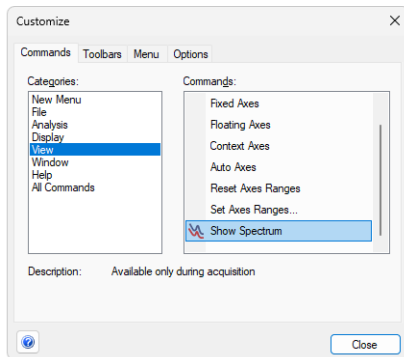 Customize
Commands Toolbars Menu Options
Categories:
New Menu
File
Analysis
Display
View
Window
Help
All Commands
Commands:
Fixed Axes
Floating Axes
Context Axes
Auto Axes
Reset Axes Ranges
Set Axes Ranges...
Show Spectrum
Description: Available only during acquisition
?
Close